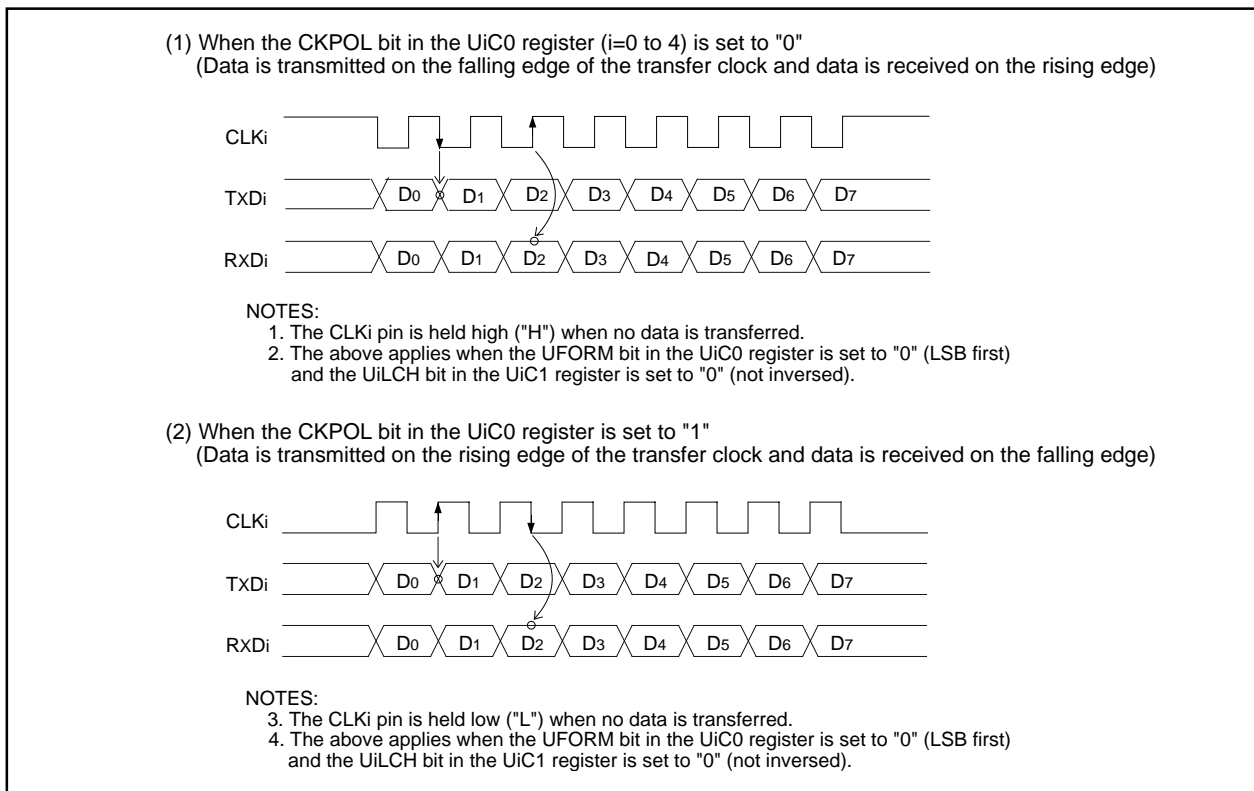 (1) When the CKPOL bit in the UiC0 register (i=0 to 4) is set to "0"
(Data is transmitted on the falling edge of the transfer clock and data is received on the rising edge)
CLKi
TXDi D0 D1 D2 D3 D4 D5 D6 D7
RXDi D0 D1 D2 D3 D4 D5 D6 D7
NOTES:
1. The CLKi pin is held high ("H") when no data is transferred.
2. The above applies when the UFORM bit in the UiC0 register is set to "0" (LSB first)
and the UiLCH bit in the UiC1 register is set to "0" (not inversed).
(2) When the CKPOL bit in the UiC0 register is set to "1"
(Data is transmitted on the rising edge of the transfer clock and data is received on the falling edge)
CLKi
TXDi D0 D1 D2 D3 D4 D5 D6 D7
RXDi D0 D1 D2 D3 D4 D5 D6 D7
NOTES:
3. The CLKi pin is held low ("L") when no data is transferred.
4. The above applies when the UFORM bit in the UiC0 register is set to "0" (LSB first)
and the UiLCH bit in the UiC1 register is set to "0" (not inversed).